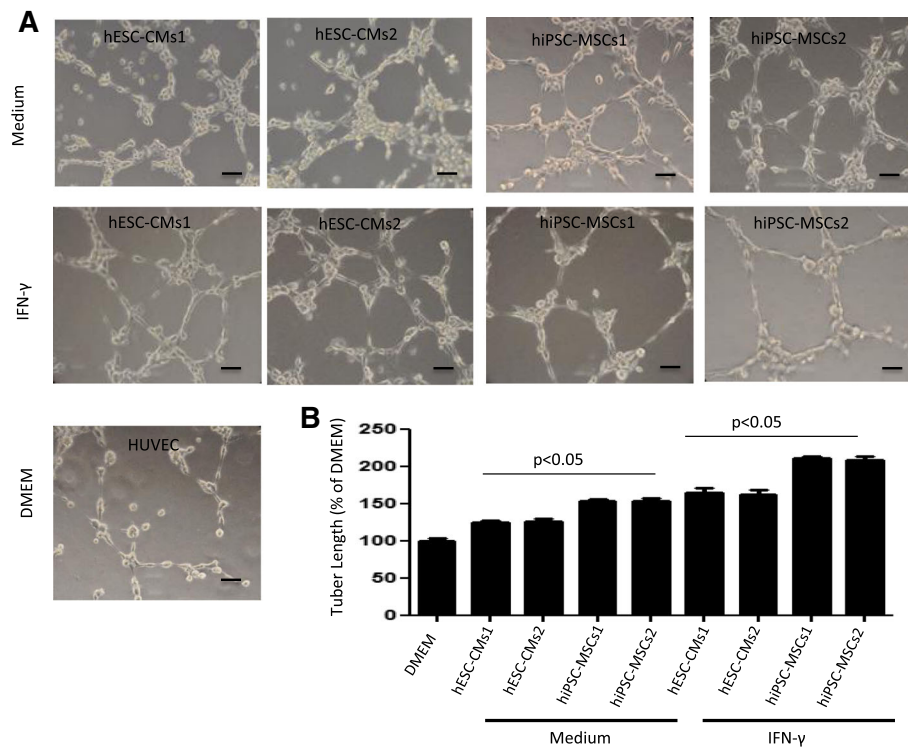 A
hESC-CMs1
hESC-CMs2
hiPSC-MSCs1
hiPSC-MSCs2
Medium
hESC-CMs1
hESC-CMs2
hiPSC-MSCs1
hiPSC-MSCs2
IFN-γ
HUVEC
DMEM
B
Tuber Length (% of DMEM)
250
200
150
100
50
0
p<0.05
p<0.05
DMEM
hESC-CMs1
hESC-CMs2
hiPSC-MSCs1
hiPSC-MSCs2
hESC-CMs1
hESC-CMs2
hiPSC-MSCs1
hiPSC-MSCs2
Medium
IFN-γ